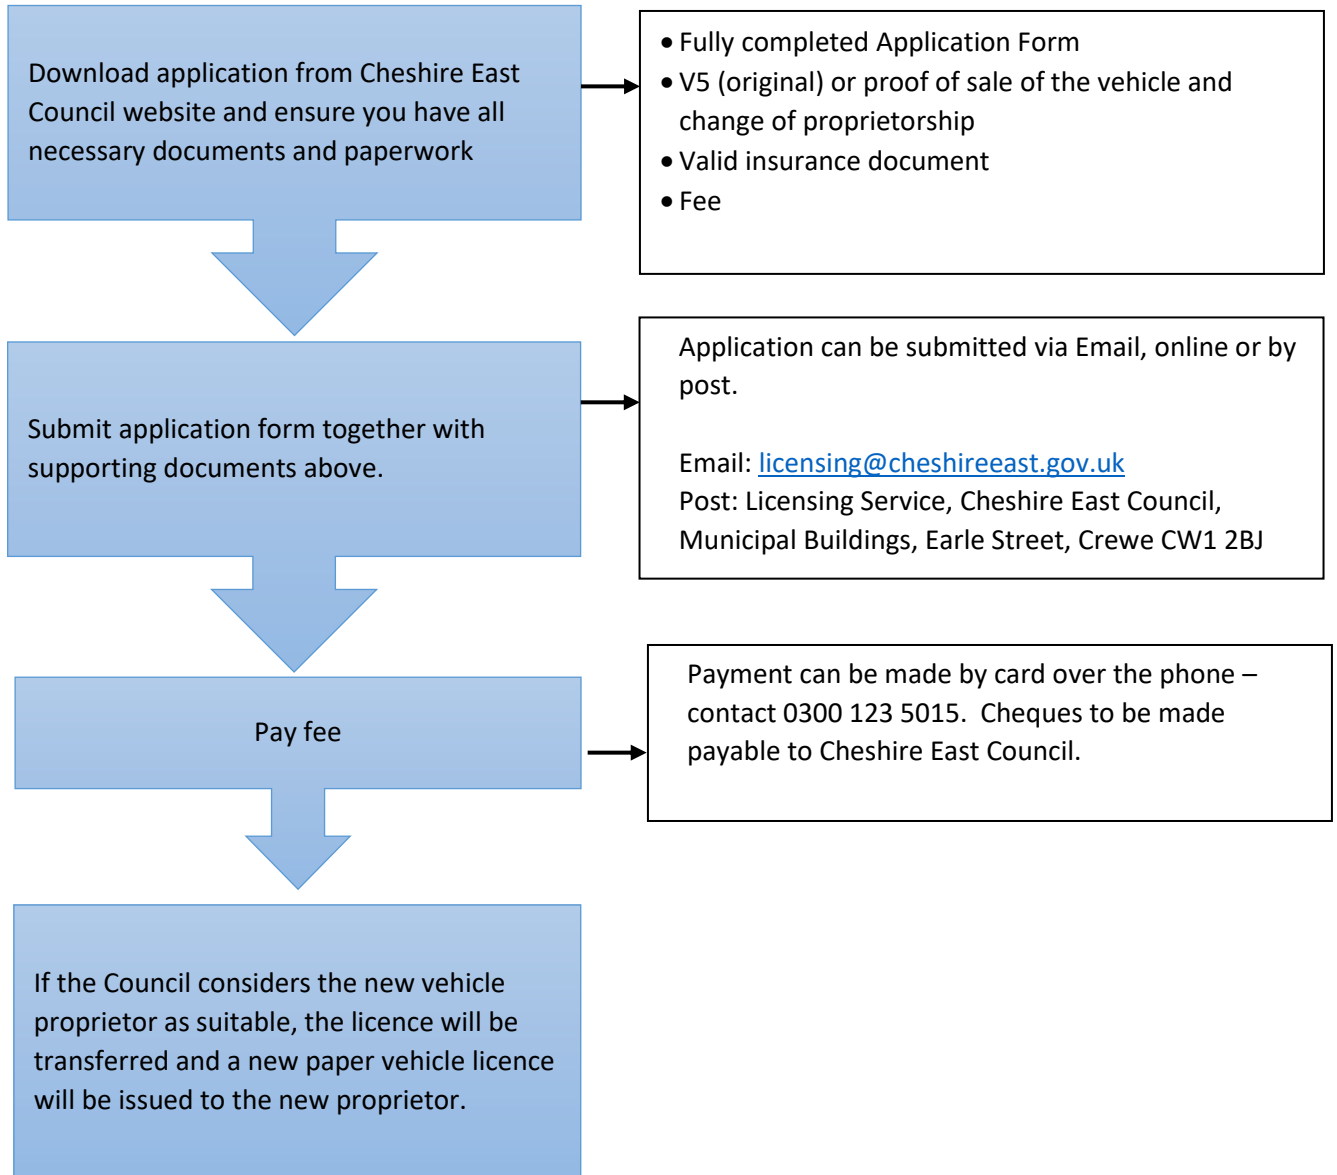 Download application from Cheshire East
Council website and ensure you have all
necessary documents and paperwork
• Fully completed Application Form
• V5 (original) or proof of sale of the vehicle and
change of proprietorship
• Valid insurance document
• Fee
Submit application form together with
supporting documents above.
Application can be submitted via Email, online or by
post.
Email: licensing@cheshireeast.gov.uk
Post: Licensing Service, Cheshire East Council,
Municipal Buildings, Earle Street, Crewe CW1 2BJ
Pay fee
Payment can be made by card over the phone –
contact 0300 123 5015.  Cheques to be made
payable to Cheshire East Council.
If the Council considers the new vehicle
proprietor as suitable, the licence will be
transferred and a new paper vehicle licence
will be issued to the new proprietor.